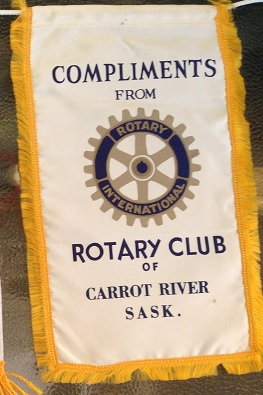 COMPLIMENTS
FROM
ROTARY
INTERNATIONAL
ROTARY CLUB
OF
CARROT RIVER
SASK.